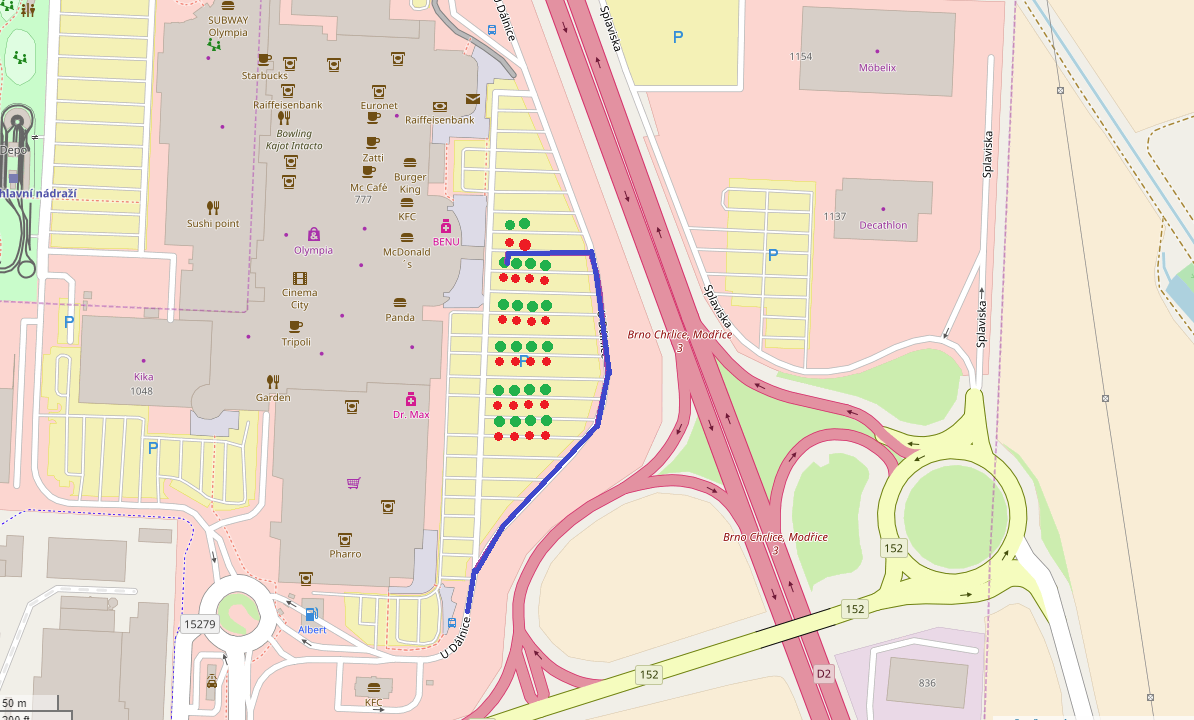 SUBWAY
Olympia
Starbucks
Raiffeisenbank
Euronet
Raiffeisenbank
Bowling
Kajot Inctacto
Zatti
Mc Café
777
Burger
King
KFC
Sushi point
Olympia
BENU
McDonald
's
Cinema
City
Panda
Tripoli
Garden
Dr. Max
Pharro
Kika
1048
Depo
hlavní nádraží
P
P
P
P
P
U Dálnice
U Dálnice
U Dálnice
Splaviska
Splaviska
Splaviska
Splaviska
1154
Möbelix
1137
Decathlon
Brno Chrlice, Modřice
3
Brno Chrlice, Modřice
3
152
152
152
D2
836
15279
Albert
KFC
50 m
200 ft